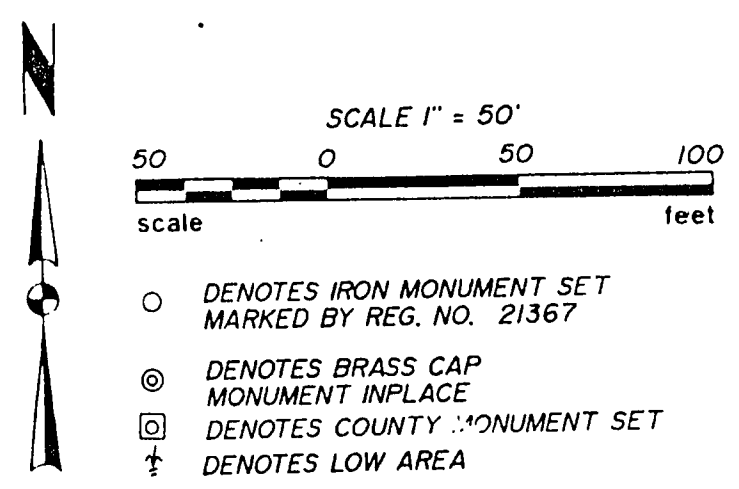 N
SCALE 1" = 50'
50 0 50 100
scale feet
DENOTES IRON MONUMENT SET
MARKED BY REG. NO. 21367
DENOTES BRASS CAP
MONUMENT INPLACE
DENOTES COUNTY MONUMENT SET
DENOTES LOW AREA